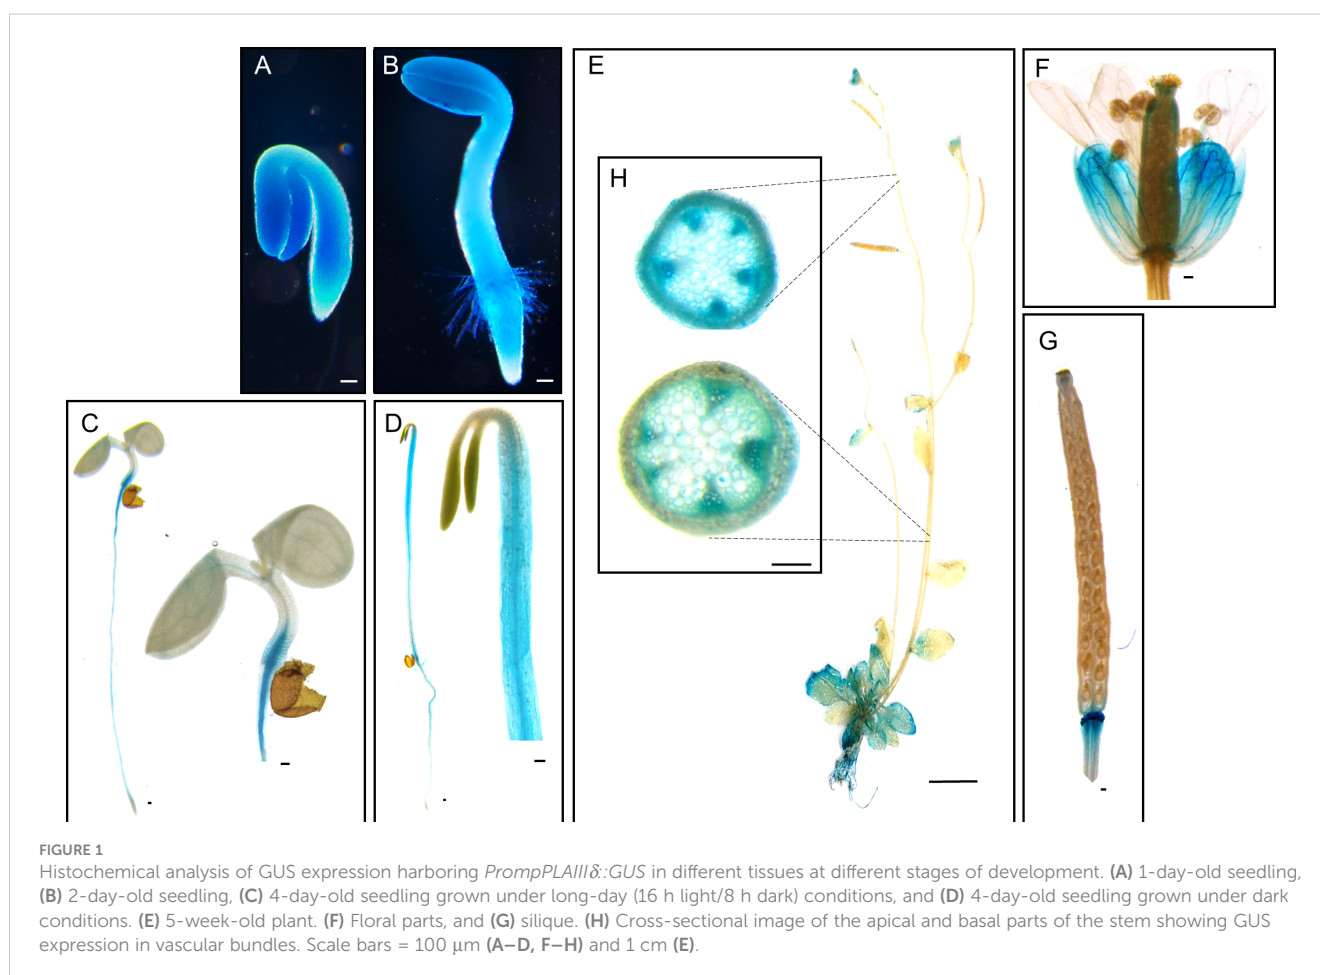 A
B
E
F
H
G
C
D
FIGURE 1
Histochemical analysis of GUS expression harboring PrompPLAIIIδ::GUS in different tissues at different stages of development. (A) 1-day-old seedling,
(B) 2-day-old seedling, (C) 4-day-old seedling grown under long-day (16 h light/8 h dark) conditions, and (D) 4-day-old seedling grown under dark
conditions. (E) 5-week-old plant. (F) Floral parts, and (G) silique. (H) Cross-sectional image of the apical and basal parts of the stem showing GUS
expression in vascular bundles. Scale bars = 100 μm (A–D, F–H) and 1 cm (E).